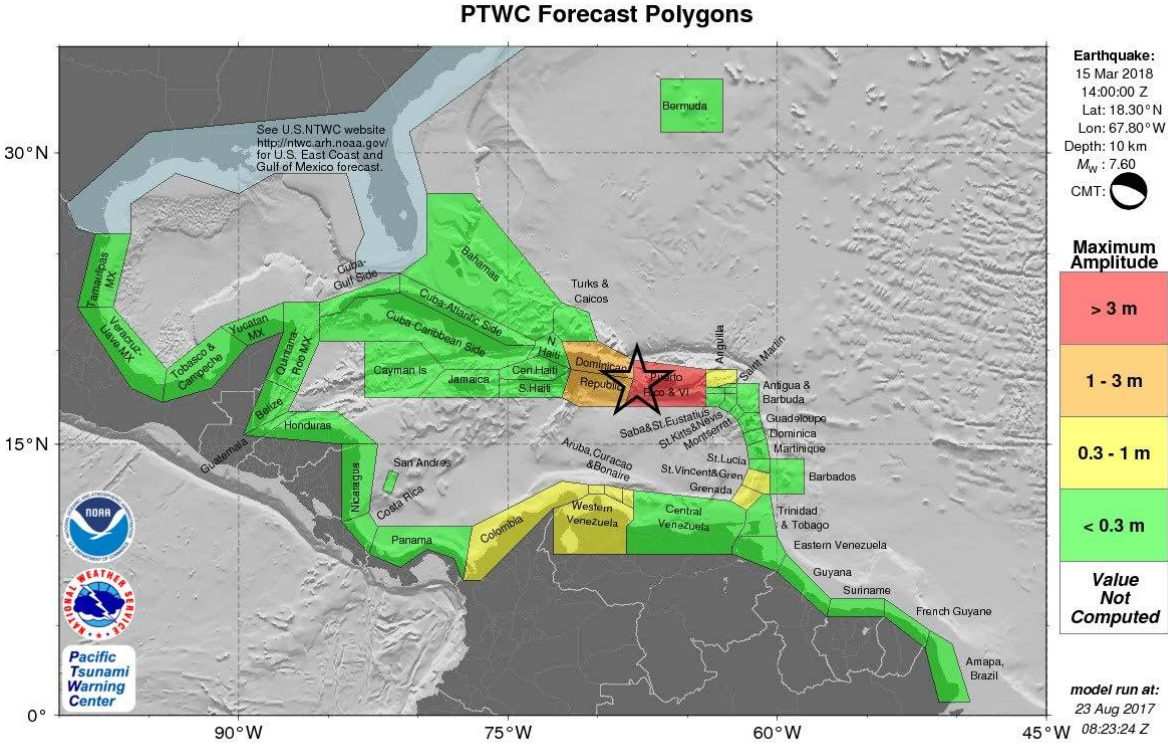 PTWC Forecast Polygons
Earthquake:
15 Mar 2018
14:00:00 Z
Lat: 18.30°N
Lon: 67.80°W
Depth: 10 km
Mw : 7.60
CMT:
See U.S.NTWC website
http://ntwc.arh.noaa.gov/
for U.S. East Coast and
Gulf of Mexico forecast.
Bermuda
30°N
15°N
0°
90°W
75°W
60°W
45°W
Tamaulipas
MX
Veracruz-
Llave MX
Tobasco &
Campeche
Yucatan
MX
Quintana
Roo MX
Belize
Guatemala
Honduras
Nicaragua
Costa Rica
San Andres
Panama
Colombia
Cuba-
Gulf Side
Bahamas
Cuba-Atlantic Side
Cuba Caribbean Side
Cayman Is
Jamaica
N.
Haiti
Cen.Haiti
S.Haiti
Turks &
Caicos
Dominican
Republic
Puerto
Rico & VI
Anguilla
Saint Martin
Antigua &
Barbuda
Saba&St.Eustatius
St.Kitts&Nevis
Montserrat
Guadeloupe
Dominica
Martinique
St.Lucia
St.Vincent&Gren
Grenada
Barbados
Aruba,Curacao
&Bonaire
Western
Venezuela
Central
Venezuela
Trinidad
& Tobago
Eastern Venezuela
Guyana
Suriname
French Guyane
Amapa,
Brazil
Maximum
Amplitude
> 3 m
1 - 3 m
0.3 - 1 m
< 0.3 m
Value
Not
Computed
model run at:
23 Aug 2017
08:23:24 Z
NOAA
NATIONAL WEATHER SERVICE
Pacific
Tsunami
Warning
Center